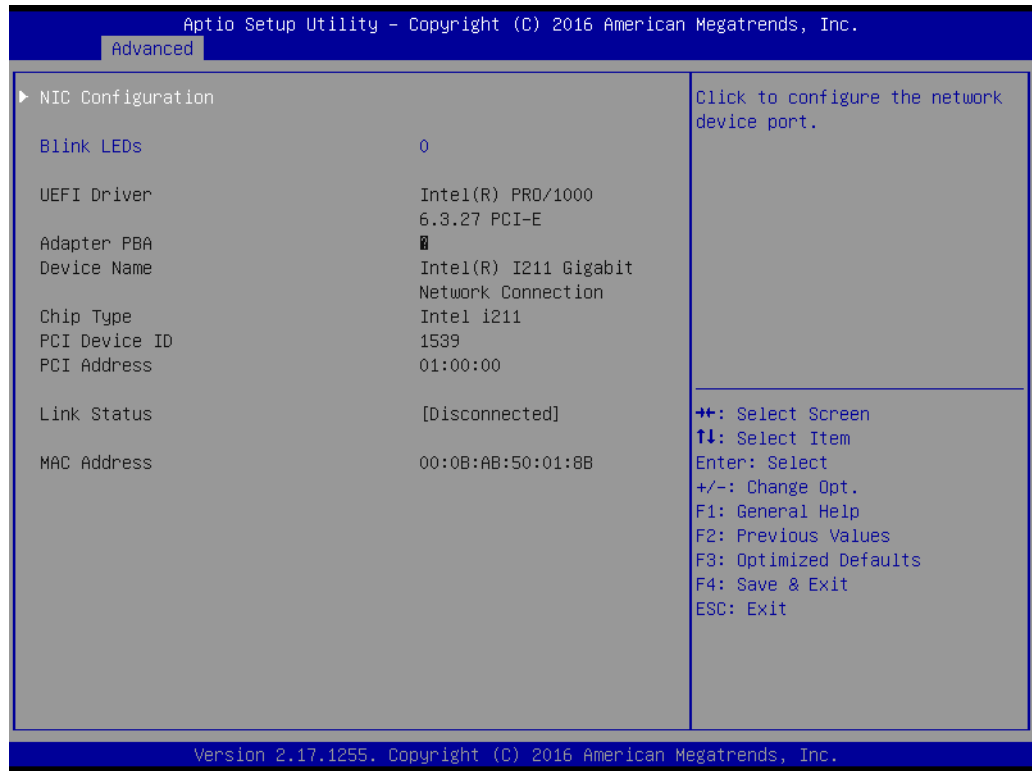 Aptio Setup Utility – Copyright (C) 2016 American Megatrends, Inc.
Advanced
▶ NIC Configuration
Blink LEDs 0
UEFI Driver Intel(R) PRO/1000
6.3.27 PCI-E
Adapter PBA
Device Name Intel(R) I211 Gigabit
Network Connection
Chip Type Intel i211
PCI Device ID 1539
PCI Address 01:00:00
Link Status [Disconnected]
MAC Address 00:0B:AB:50:01:8B
Click to configure the network
device port.
→←: Select Screen
↑↓: Select Item
Enter: Select
+/-: Change Opt.
F1: General Help
F2: Previous Values
F3: Optimized Defaults
F4: Save & Exit
ESC: Exit
Version 2.17.1255. Copyright (C) 2016 American Megatrends, Inc.